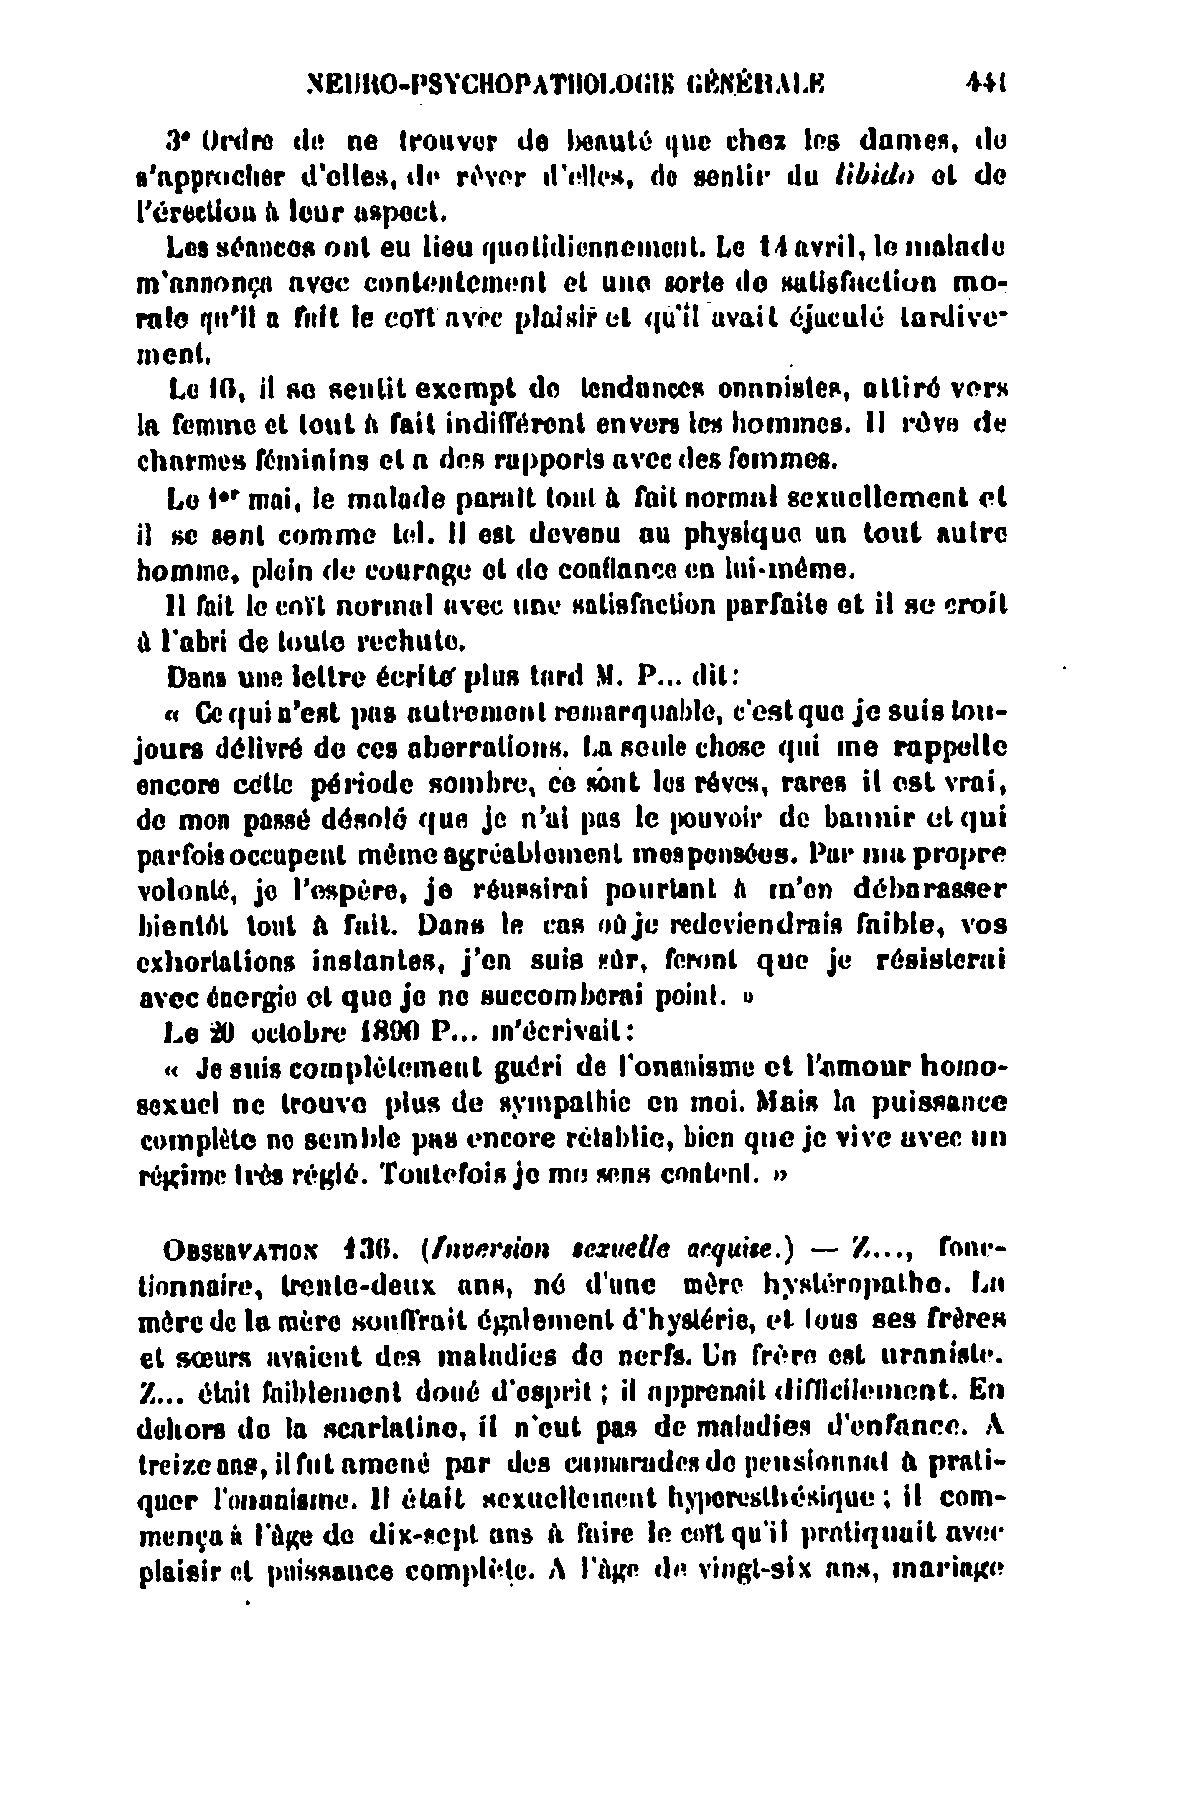 NEURO-PSYCHOPATHOLOGIE GÉNÉRALE 441
3° Ordre de ne trouver de beauté que chez les dames, de
s'approcher d'elles, de rêver d'elles, de sentir du libido et de
l'érection à leur aspect.
Les séances ont eu lieu quotidiennement. Le 14 avril, le malade
m'annonça avec contentement et une sorte de satisfaction mo-
rale qu'il a fait le coït avec plaisir et qu'il avait éjaculé tardive-
ment.
Le 16, il se sentit exempt de tendances onanistes, attiré vers
la femme et tout à fait indifférent envers les hommes. Il rêve de
charmes féminins et a des rapports avec des femmes.
Le 1er mai, le malade paraît tout à fait normal sexuellement et
il se sent comme tel. Il est devenu au physique un tout autre
homme, plein de courage et de confiance en lui-même.
Il fait le coït normal avec une satisfaction parfaite et il se croit
à l'abri de toute rechute.
Dans une lettre écrite plus tard M. P... dit :
« Ce qui n'est pas autrement remarquable, c'est que je suis tou-
jours délivré de ces aberrations. La seule chose qui me rappelle
encore cette période sombre, ce sont les rêves, rares il est vrai,
de mon passé désolé que je n'ai pas le pouvoir de bannir et qui
parfois occupent même agréablement mes pensées. Par ma propre
volonté, je l'espère, je réussirai pourtant à m'en débarasser
bientôt tout à fait. Dans le cas où je redeviendrais faible, vos
exhortations instantes, j'en suis sûr, feront que je résisterai
avec énergie et que je ne succomberai point. »
Le 20 octobre 1890 P... m'écrivait :
« Je suis complètement guéri de l'onanisme et l'amour homo-
sexuel ne trouve plus de sympathie en moi. Mais la puissance
complète ne semble pas encore rétablie, bien que je vive avec un
régime très réglé. Toutefois je me sens content. »
OBSERVATION 136. (Inversion sexuelle acquise.) — Z..., fonc-
tionnaire, trente-deux ans, né d'une mère hystéropathe. La
mère de la mère souffrait également d'hystérie, et tous ses frères
et sœurs avaient des maladies de nerfs. Un frère est uraniste.
Z... était faiblement doué d'esprit ; il apprenait difficilement. En
dehors de la scarlatine, il n'eut pas de maladies d'enfance. A
treize ans, il fut amené par des camarades de pensionnat à prati-
quer l'onanisme. Il était sexuellement hyperesthésique ; il com-
mença à l'âge de dix-sept ans à faire le coït qu'il pratiquait avec
plaisir et puissance complète. A l'âge de vingt-six ans, mariage